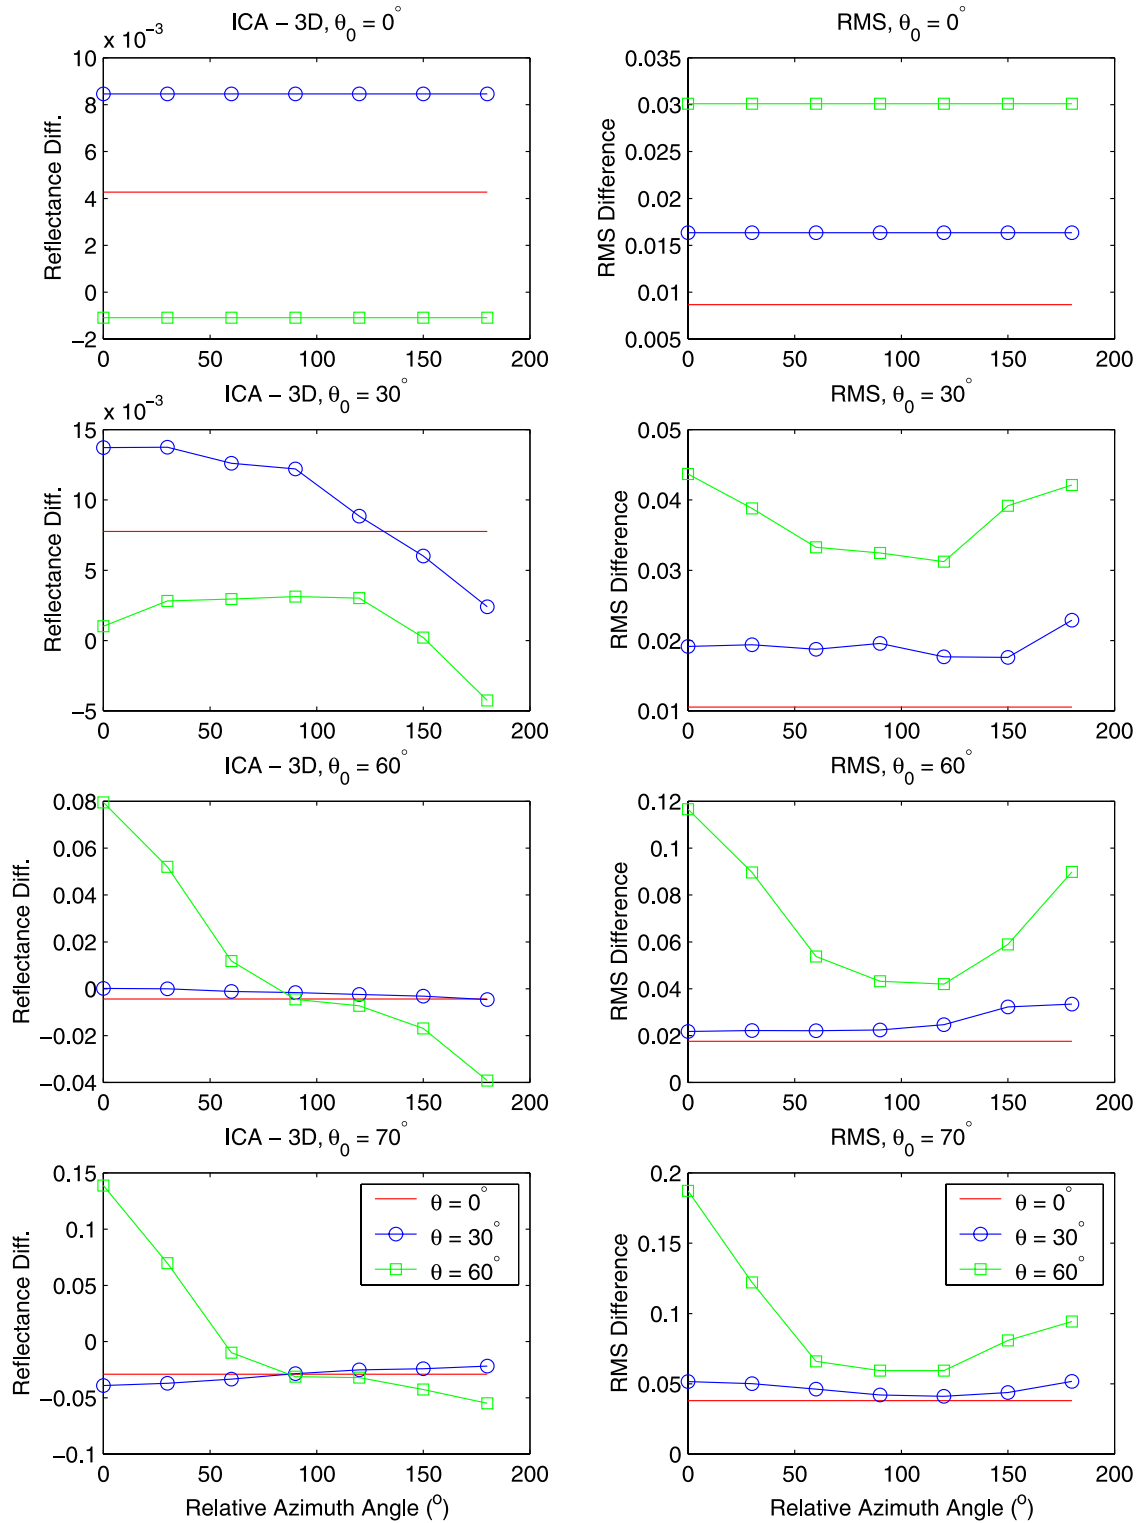 ICA − 3D, θ0 = 0°
x 10−3
10
8
6
4
2
0
−2
Reflectance Diff.
0 50 100 150 200
RMS, θ0 = 0°
0.035
0.03
0.025
0.02
0.015
0.01
0.005
RMS Difference
0 50 100 150 200
ICA − 3D, θ0 = 30°
x 10−3
15
10
5
0
−5
Reflectance Diff.
0 50 100 150 200
RMS, θ0 = 30°
0.05
0.04
0.03
0.02
0.01
RMS Difference
0 50 100 150 200
ICA − 3D, θ0 = 60°
0.08
0.06
0.04
0.02
0
−0.02
−0.04
Reflectance Diff.
0 50 100 150 200
RMS, θ0 = 60°
0.12
0.1
0.08
0.06
0.04
0.02
0
RMS Difference
0 50 100 150 200
ICA − 3D, θ0 = 70°
0.15
0.1
0.05
0
−0.05
−0.1
Reflectance Diff.
θ = 0°
θ = 30°
θ = 60°
0 50 100 150 200
Relative Azimuth Angle (o)
RMS, θ0 = 70°
0.2
0.15
0.1
0.05
0
RMS Difference
θ = 0°
θ = 30°
θ = 60°
0 50 100 150 200
Relative Azimuth Angle (o)